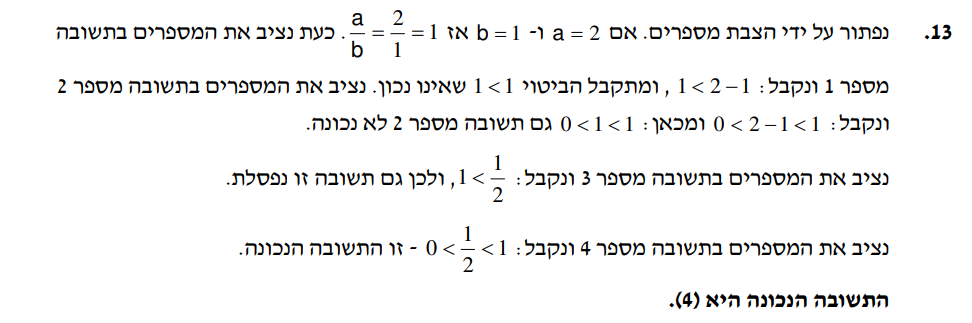 13. נפתור על ידי הצבת מספרים. אם a = 2 ו- b = 1 אז a/b = 2/1 = 1. כעת נציב את המספרים בתשובה
מספר 1 ונקבל: 1 < 2 − 1, ומתקבל הביטוי 1 < 1 שאינו נכון. נציב את המספרים בתשובה מספר 2
ונקבל: 0 < 2 − 1 < 1 ומכאן: 0 < 1 < 1 גם תשובה מספר 2 לא נכונה.
נציב את המספרים בתשובה מספר 3 ונקבל: 1 < 1/2, ולכן גם תשובה זו נפסלת.
נציב את המספרים בתשובה מספר 4 ונקבל: 0 < 1/2 < 1 - זו התשובה הנכונה.
התשובה הנכונה היא (4).